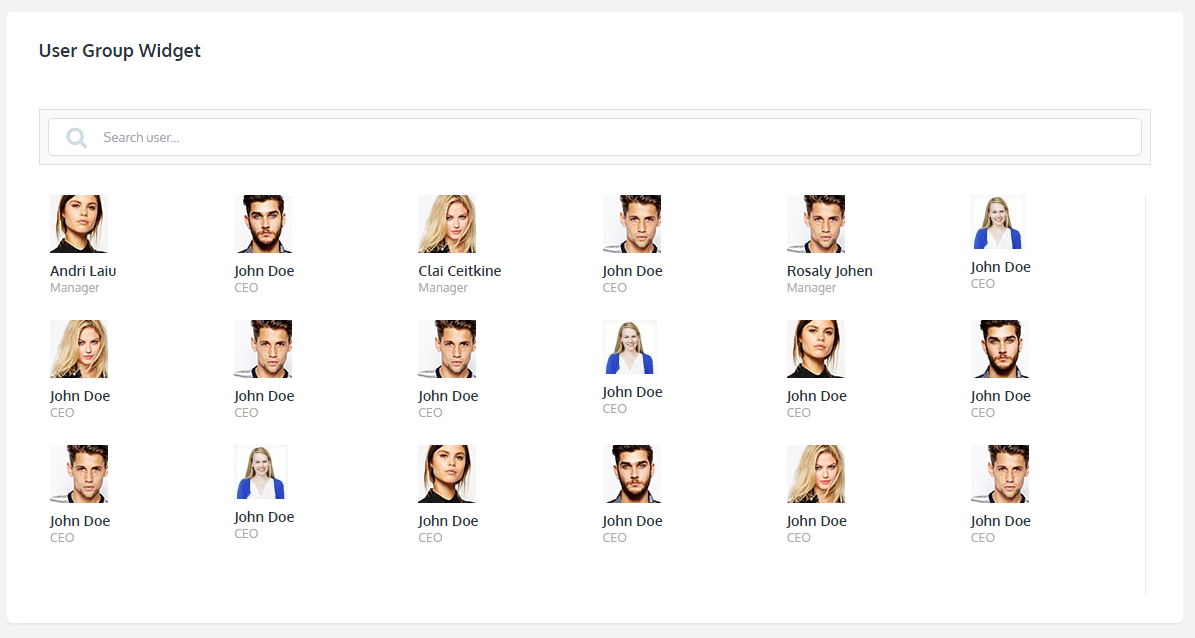 User Group Widget
Search user...
Andri Laiu
Manager
John Doe
CEO
Clai Ceitkine
Manager
John Doe
CEO
Rosaly Johen
Manager
John Doe
CEO
John Doe
CEO
John Doe
CEO
John Doe
CEO
John Doe
CEO
John Doe
CEO
John Doe
CEO
John Doe
CEO
John Doe
CEO
John Doe
CEO
John Doe
CEO
John Doe
CEO
John Doe
CEO